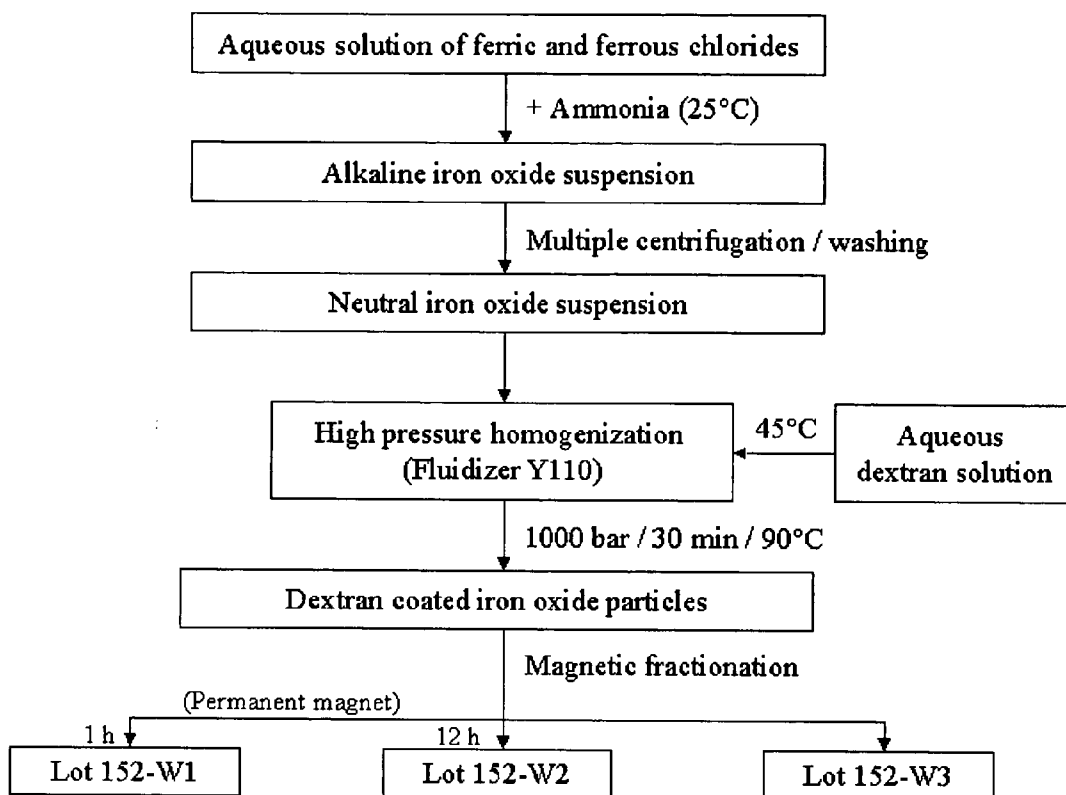 Aqueous solution of ferric and ferrous chlorides
+ Ammonia (25°C)
Alkaline iron oxide suspension
Multiple centrifugation / washing
Neutral iron oxide suspension
High pressure homogenization
(Fluidizer Y110)
45°C
Aqueous
dextran solution
1000 bar / 30 min / 90°C
Dextran coated iron oxide particles
Magnetic fractionation
(Permanent magnet)
1 h
12 h
Lot 152-W1
Lot 152-W2
Lot 152-W3